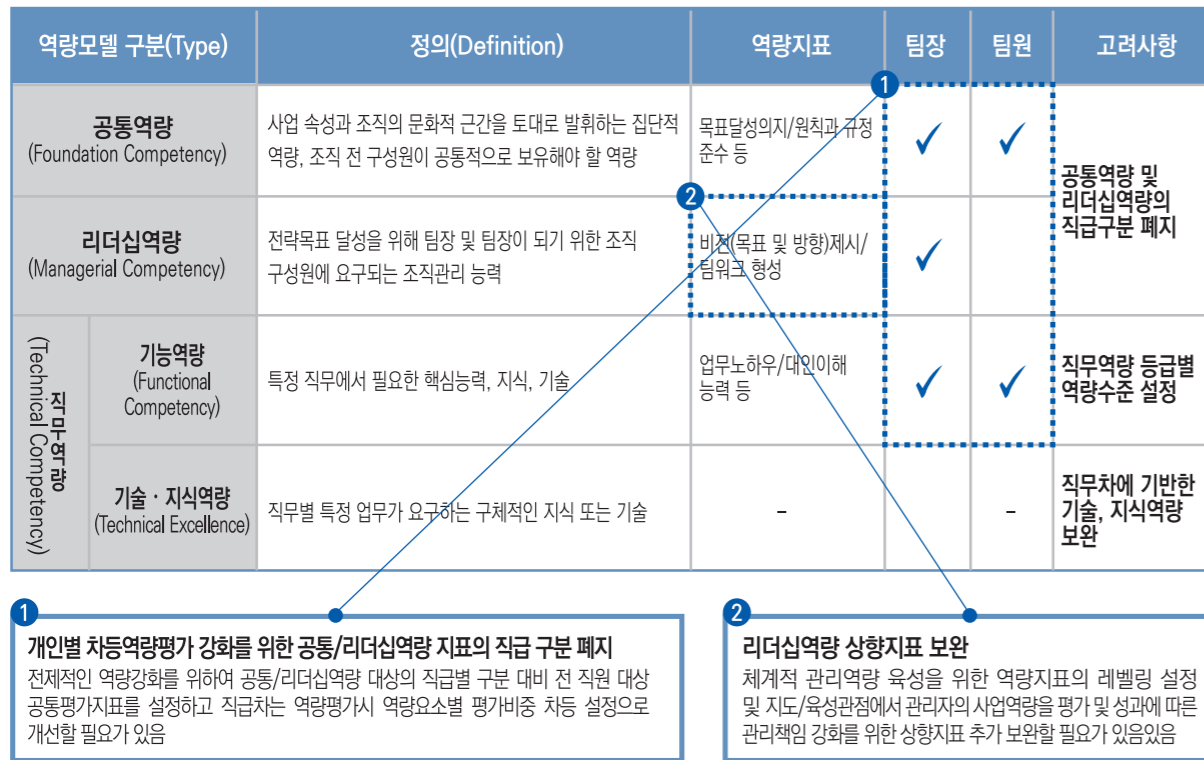 역량모델 구분(Type) 정의(Definition) 역량지표 팀장 팀원 고려사항
1
공통역량
(Foundation Competency)
사업 속성과 조직의 문화적 근간을 토대로 발휘하는 집단적
역량, 조직 전 구성원이 공통적으로 보유해야 할 역량
목표달성의지/원칙과 규정
준수 등
✓ ✓
공통역량 및
리더십역량의
직급구분 폐지
2
리더십역량
(Managerial Competency)
전략목표 달성을 위해 팀장 및 팀장이 되기 위한 조직
구성원에 요구되는 조직관리 능력
비전(목표 및 방향)제시/
팀워크 형성
✓
직무역량
(Technical Competency)
기능역량
(Functional
Competency)
특정 직무에서 필요한 핵심능력, 지식, 기술
업무노하우/대인이해
능력 등
✓ ✓
직무역량 등급별
역량수준 설정
기술 · 지식역량
(Technical Excellence)
직무별 특정 업무가 요구하는 구체적인 지식 또는 기술
– –
직무차에 기반한
기술, 지식역량
보완
1
개인별 차등역량평가 강화를 위한 공통/리더십역량 지표의 직급 구분 폐지
전제적인 역량강화를 위하여 공통/리더십역량 대상의 직급별 구분 대비 전 직원 대상
공통평가지표를 설정하고 직급차는 역량평가시 역량요소별 평가비중 차등 설정으로
개선할 필요가 있음
2
리더십역량 상향지표 보완
체계적 관리역량 육성을 위한 역량지표의 레벨링 설정
및 지도/육성관점에서 관리자의 사업역량을 평가 및 성과에 따른
관리책임 강화를 위한 상향지표 추가 보완할 필요가 있음있음